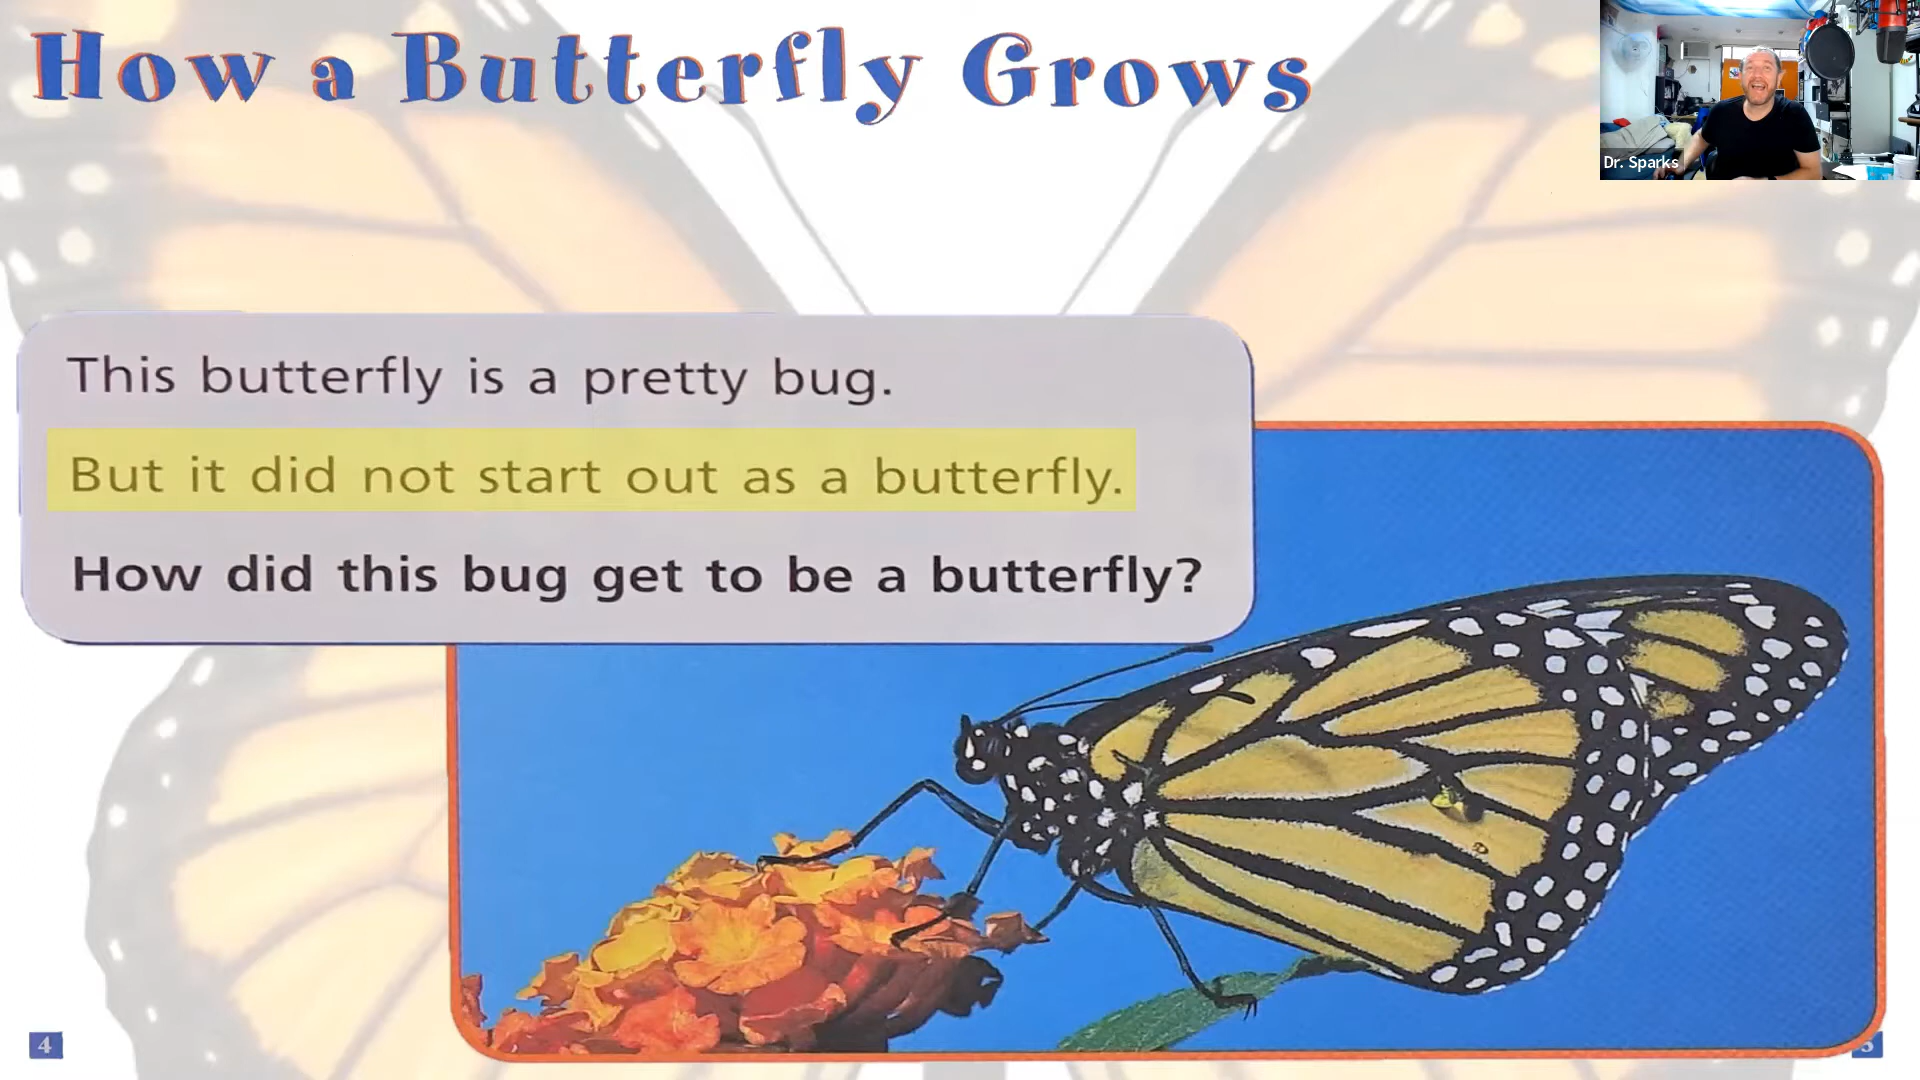 How a Butterfly Grows
Dr. Sparks
This butterfly is a pretty bug.
But it did not start out as a butterfly.
How did this bug get to be a butterfly?
4
5